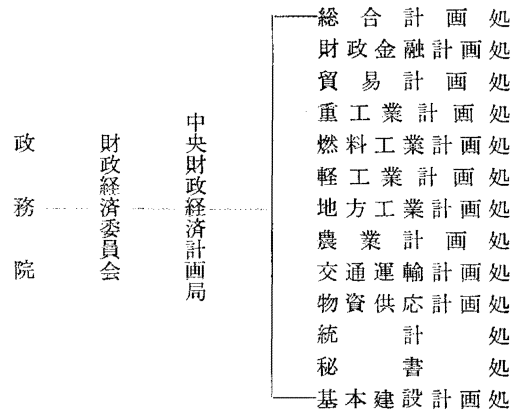 政務院
財政経済委員会
中央財政経済計画局
総合計画処
財政金融計画処
貿易計画処
重工業計画処
燃料工業計画処
軽工業計画処
地方工業計画処
農業計画処
交通運輸計画処
物資供応計画処
統計処
秘書処
基本建設計画処